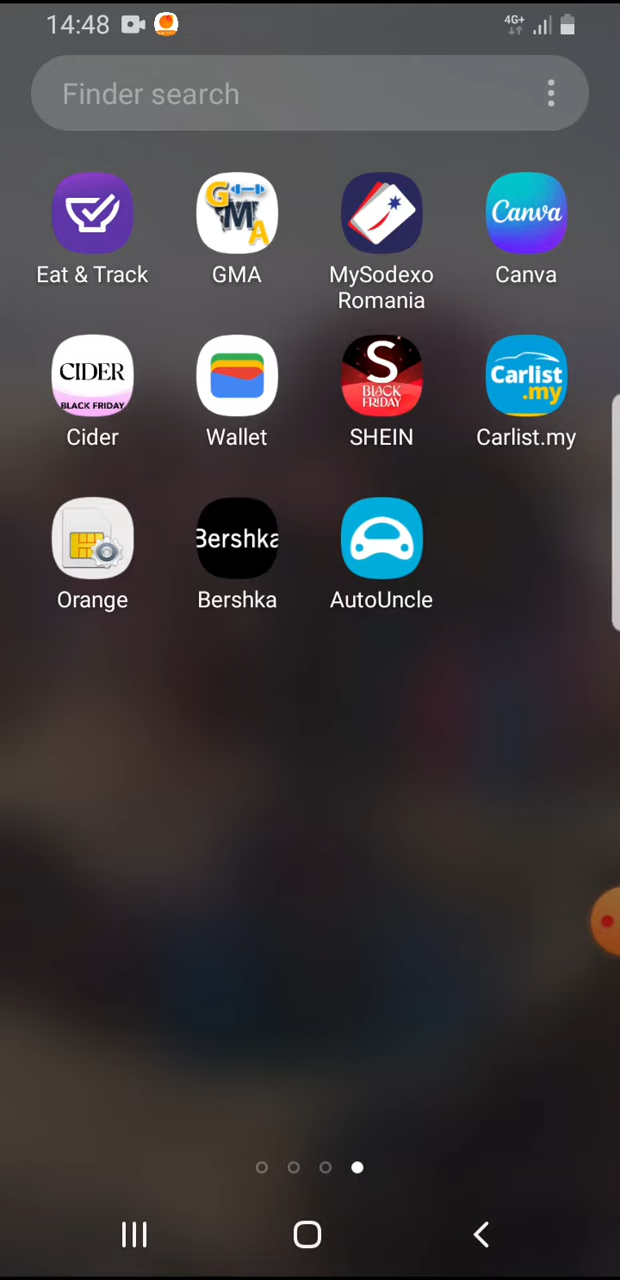 14:48
4G+
Finder search
Canva
GMA
Eat & Track
GMA
MySodexo
Romania
Canva
CIDER
BLACK FRIDAY
S
BLACK
FRIDAY
Carlist
.my
Cider
Wallet
SHEIN
Carlist.my
Bershka
Orange
Bershka
AutoUncle